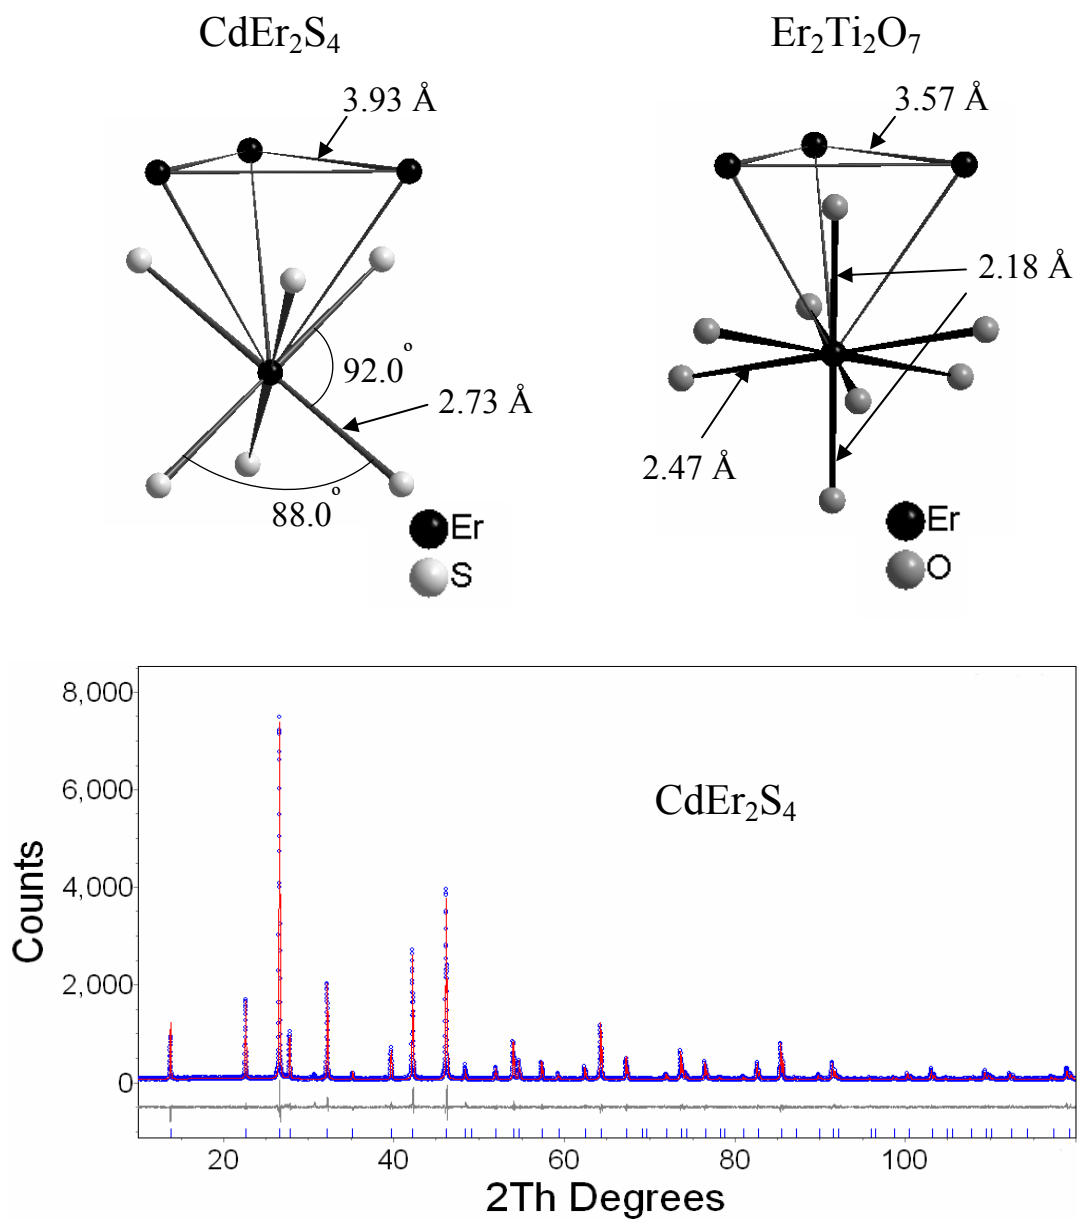 CdEr₂S₄
Er₂Ti₂O₇
3.93 Å
3.57 Å
2.18 Å
92.0°
2.73 Å
2.47 Å
88.0°
Er
S
Er
O
8,000
6,000
4,000
2,000
0
Counts
CdEr₂S₄
20
40
60
80
100
2Th Degrees